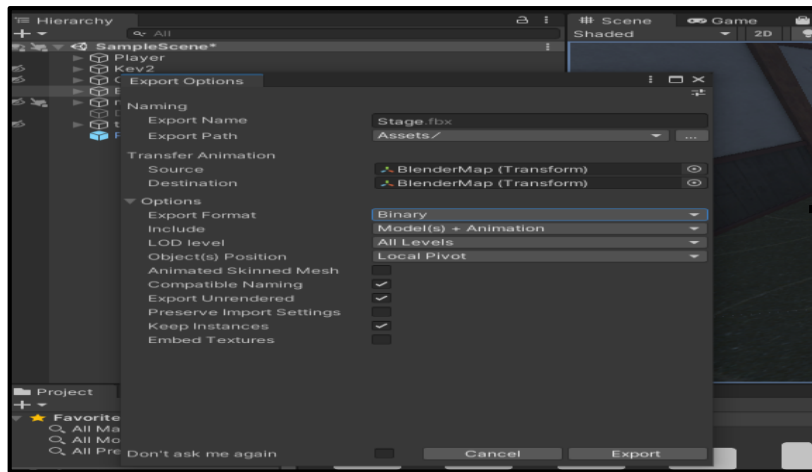 Hierarchy
All
SampleScene*
Player
Key2
Export Options
Naming
Export Name Stage.fbx
Export Path Assets/ ...
Transfer Animation
Source BlenderMap (Transform)
Destination BlenderMap (Transform)
Options
Export Format Binary
Include Model(s) + Animation
LOD level All Levels
Object(s) Position Local Pivot
Animated Skinned Mesh
Compatible Naming
Export Unrendered
Preserve Import Settings
Keep Instances
Embed Textures
Don't ask me again Cancel Export
Scene Game
Shaded 2D
Project
Favorite
All Ma
All Mo
All Pre